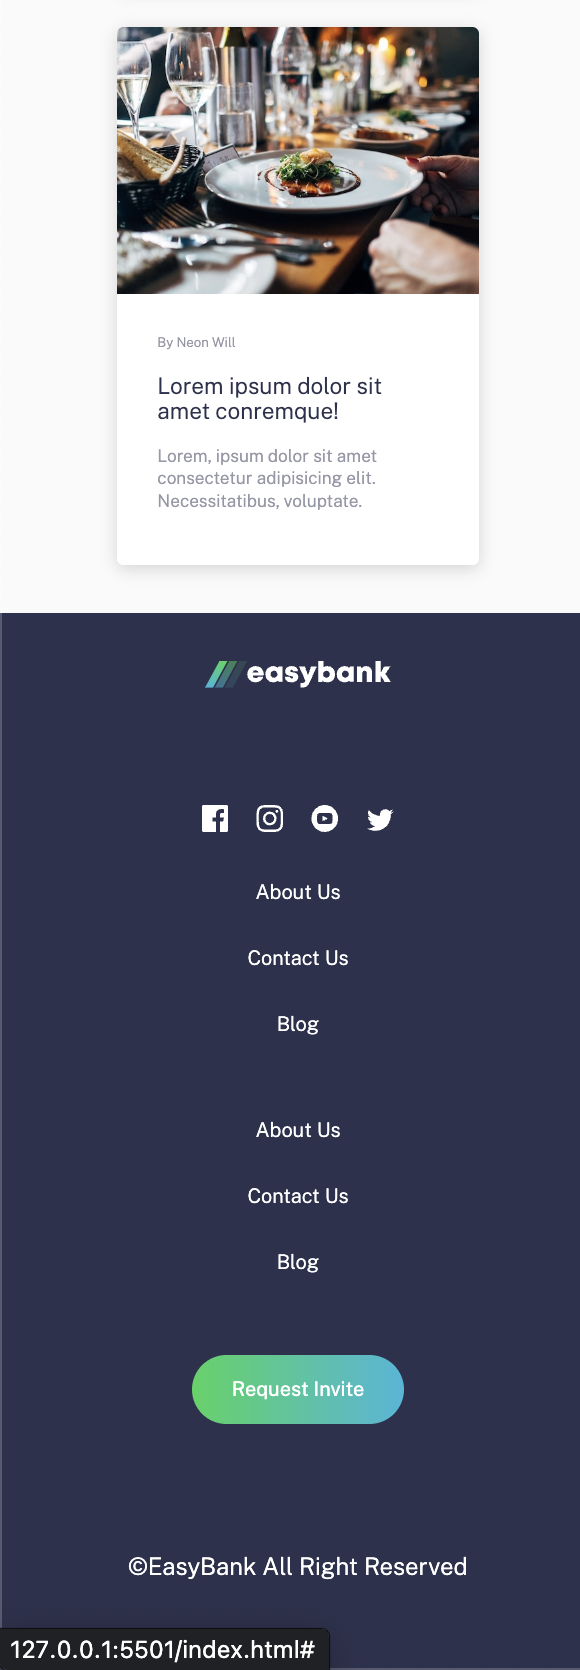 By Neon Will
Lorem ipsum dolor sit
amet conremque!
Lorem, ipsum dolor sit amet
consectetur adipisicing elit.
Necessitatibus, voluptate.
easybank
About Us
Contact Us
Blog
About Us
Contact Us
Blog
Request Invite
©EasyBank All Right Reserved
127.0.0.1:5501/index.html#